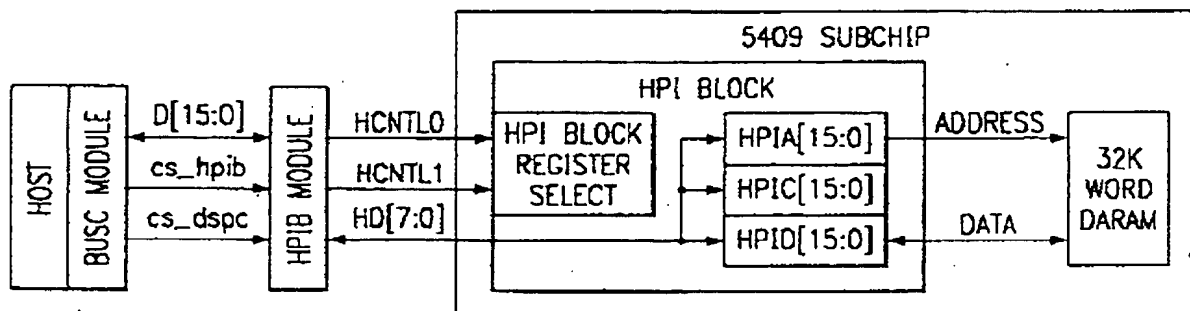 5409 SUBCHIP
HPI BLOCK
HOST
BUSC MODULE
D[15:0]
cs_hpib
cs_dspc
HPIB MODULE
HCNTL0
HCNTL1
HD[7:0]
HPI BLOCK
REGISTER
SELECT
HPIA[15:0]
HPIC[15:0]
HPID[15:0]
ADDRESS
DATA
32K
WORD
DARAM